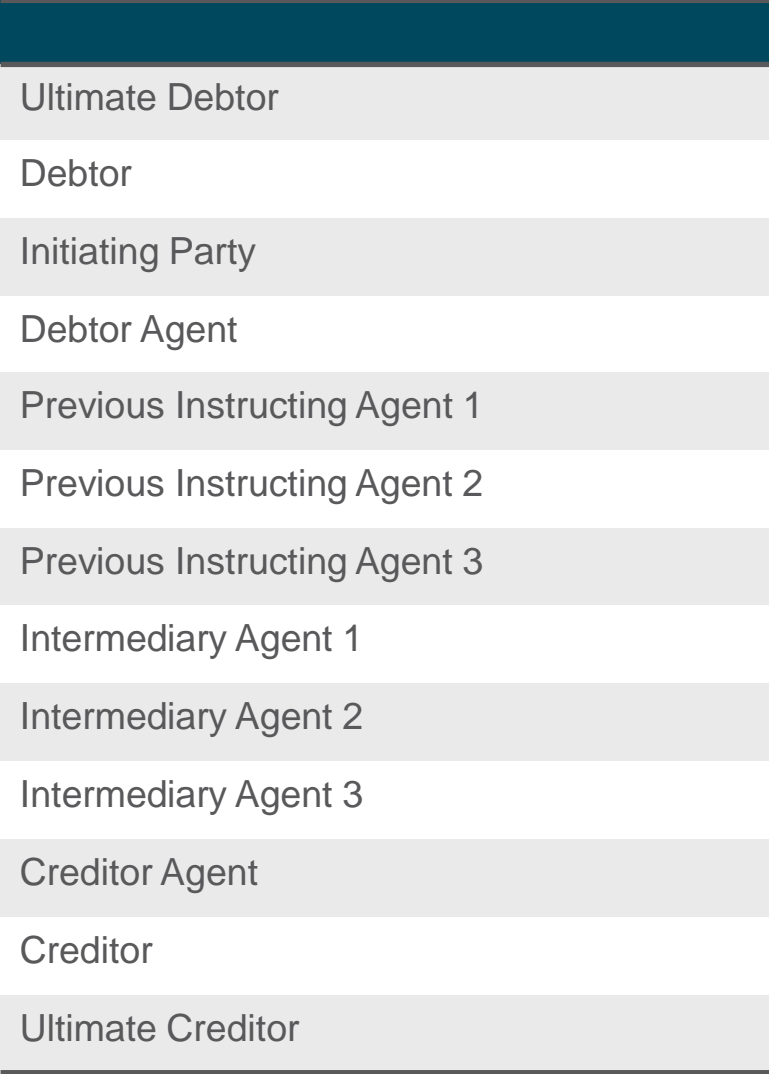 Ultimate Debtor
Debtor
Initiating Party
Debtor Agent
Previous Instructing Agent 1
Previous Instructing Agent 2
Previous Instructing Agent 3
Intermediary Agent 1
Intermediary Agent 2
Intermediary Agent 3
Creditor Agent
Creditor
Ultimate Creditor